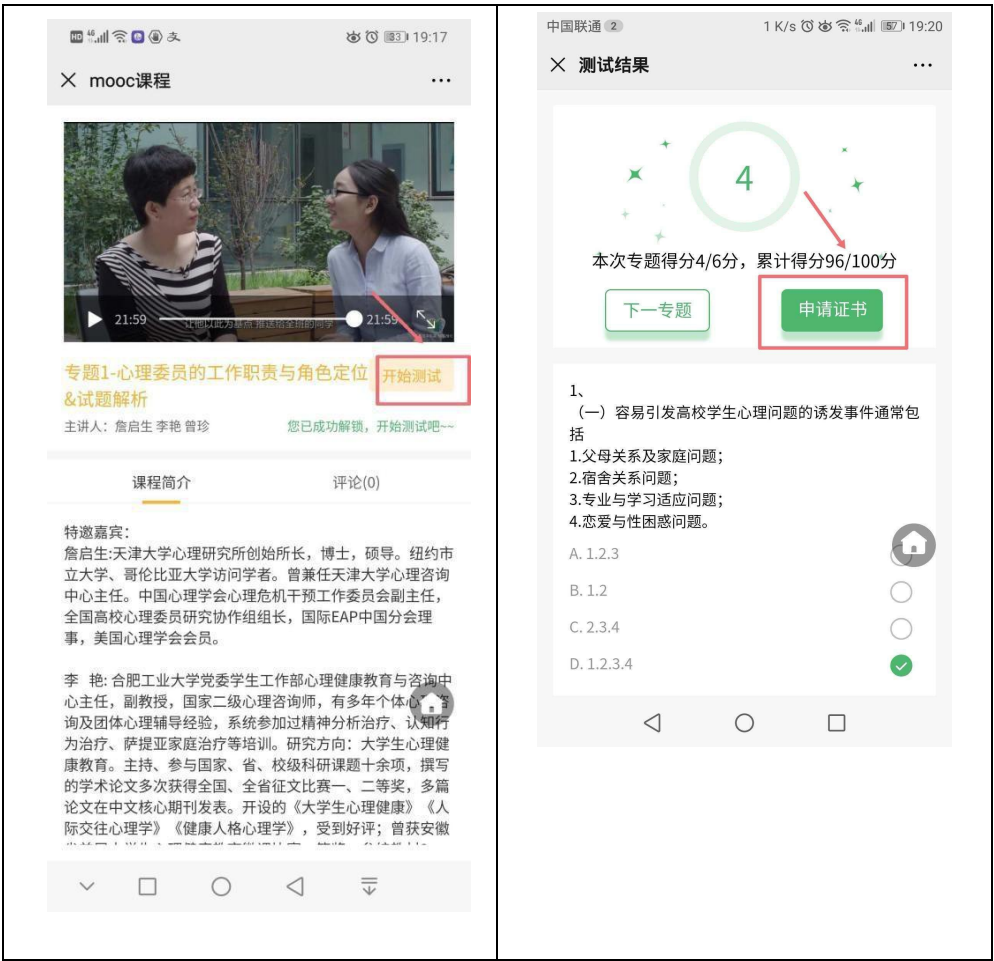 HD 46 支 83 19:17
mooc课程
21:59
让他以此为基点 推送给全班的同学
21:59
专题1-心理委员的工作职责与角色定位
&试题解析
开始测试
主讲人：詹启生 李艳 曾珍
您已成功解锁，开始测试吧~~
课程简介
评论(0)
特邀嘉宾：
詹启生:天津大学心理研究所创始所长，博士，硕导。纽约市
立大学、哥伦比亚大学访问学者。曾兼任天津大学心理咨询
中心主任。中国心理学会心理危机干预工作委员会副主任，
全国高校心理委员研究协作组组长，国际EAP中国分会理
事，美国心理学会会员。
李 艳: 合肥工业大学党委学生工作部心理健康教育与咨询中
心主任，副教授，国家二级心理咨询师，有多年个体心
询及团体心理辅导经验，系统参加过精神分析治疗、认知行
为治疗、萨提亚家庭治疗等培训。研究方向：大学生心理健
康教育。主持、参与国家、省、校级科研课题十余项，撰写
的学术论文多次获得全国、全省征文比赛一、二等奖，多篇
论文在中文核心期刊发表。开设的《大学生心理健康》《人
际交往心理学》《健康人格心理学》，受到好评；曾获安徽
中国联通 2 1 K/s 46 57 19:20
测试结果
4
本次专题得分4/6分，累计得分96/100分
下一专题
申请证书
1、
（一）容易引发高校学生心理问题的诱发事件通常包
括
1.父母关系及家庭问题；
2.宿舍关系问题；
3.专业与学习适应问题；
4.恋爱与性困惑问题。
A. 1.2.3
B. 1.2
C. 2.3.4
D. 1.2.3.4